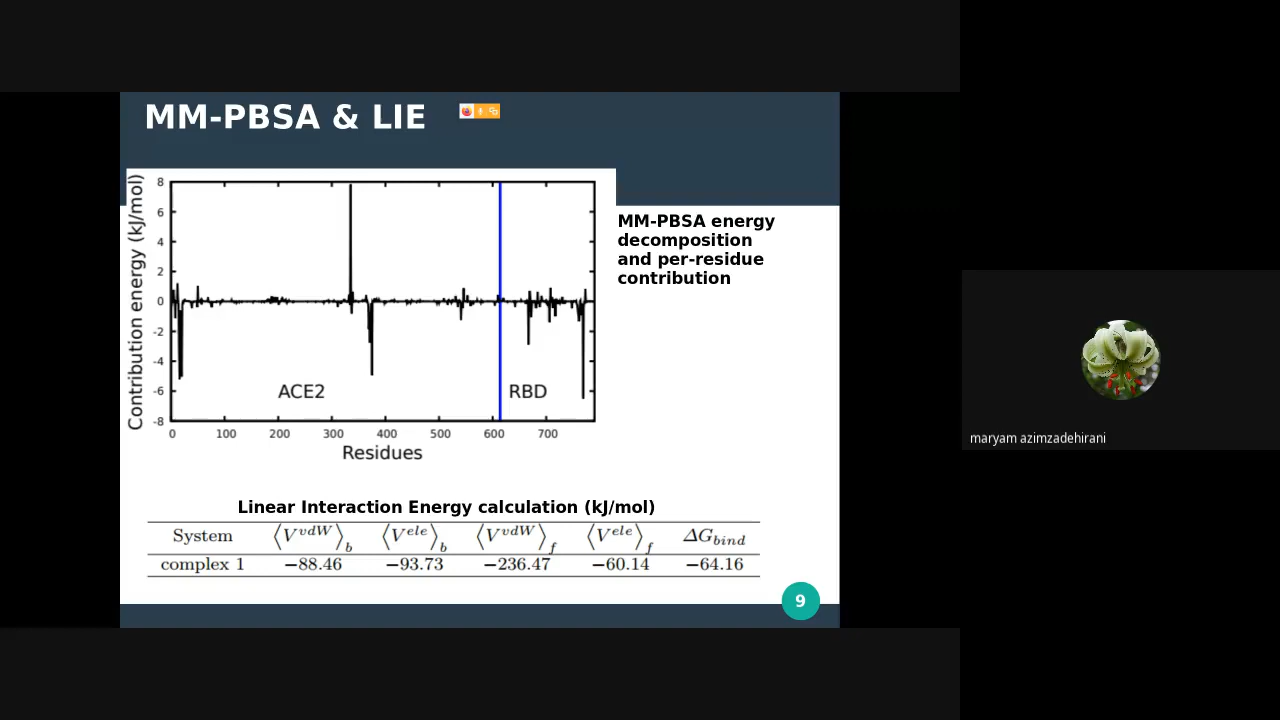 MM-PBSA & LIE
Contribution energy (kJ/mol)
8
6
4
2
0
-2
-4
-6
-8
ACE2
RBD
0 100 200 300 400 500 600 700
Residues
MM-PBSA energy
decomposition
and per-residue
contribution
Linear Interaction Energy calculation (kJ/mol)
System ⟨V^{vdW}⟩_b ⟨V^{ele}⟩_b ⟨V^{vdW}⟩_f ⟨V^{ele}⟩_f ΔG_{bind}
complex 1 −88.46 −93.73 −236.47 −60.14 −64.16
9
maryam azimzadehirani